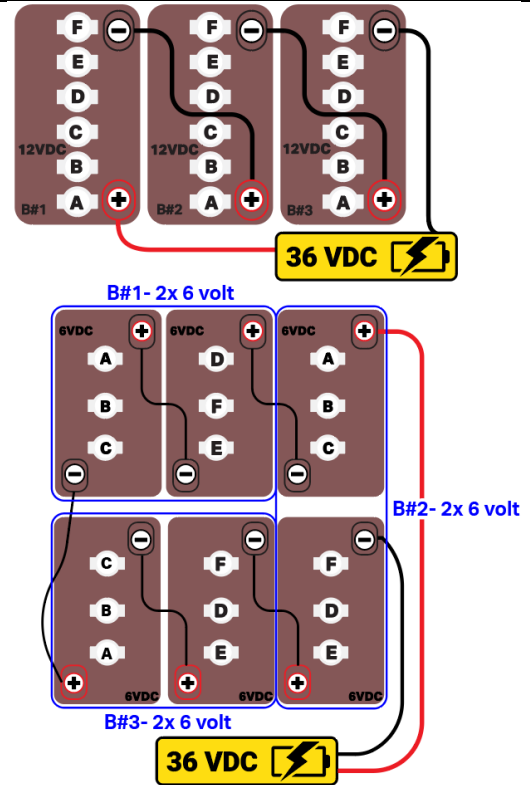 F − F − F −
E E E
D D D
C C C
12VDC 12VDC 12VDC
B B B
B#1 A + B#2 A + B#3 A +
36 VDC
B#1- 2x 6 volt
6VDC + 6VDC + 6VDC +
A D A
B F B
C E C
− − −
B#2- 2x 6 volt
− − −
C F F
B D D
A E E
+ + +
6VDC 6VDC 6VDC
B#3- 2x 6 volt
36 VDC